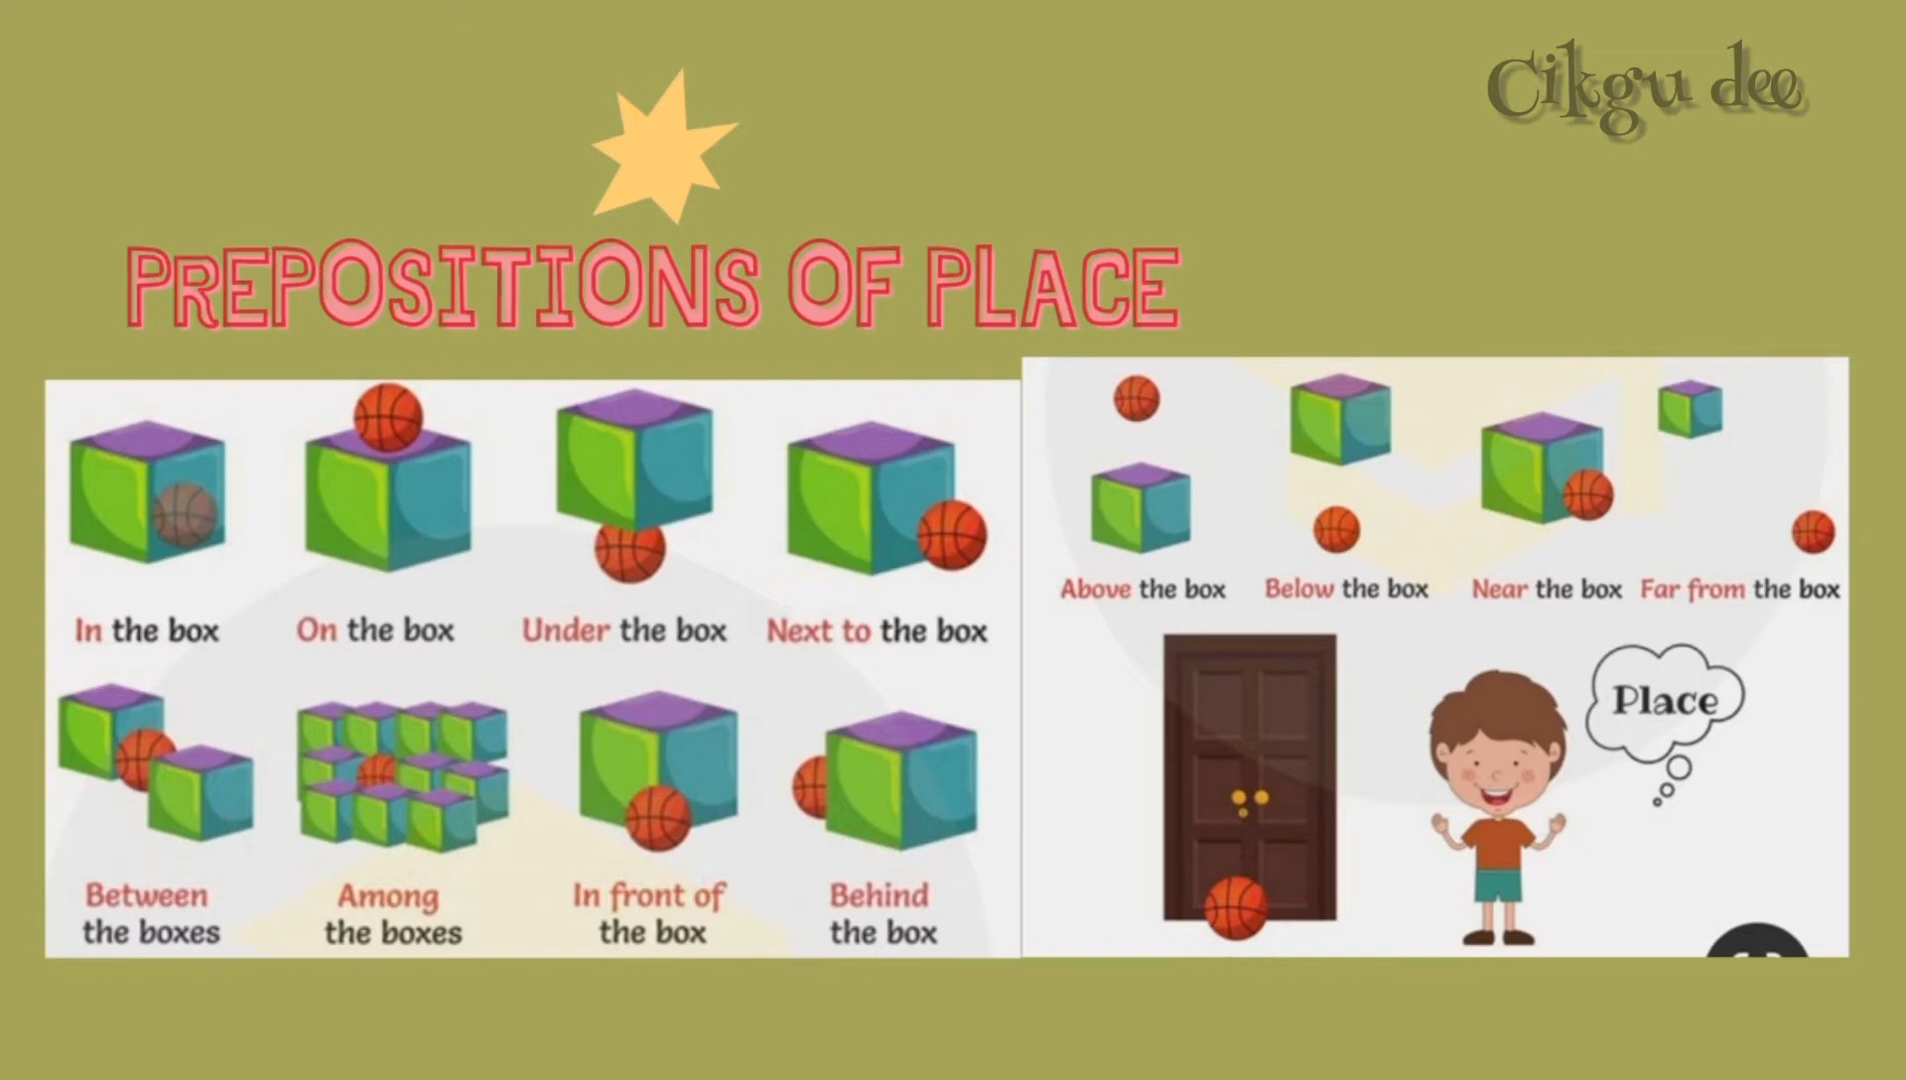 Cikgu dee
PREPOSITIONS OF PLACE
In the box
On the box
Under the box
Next to the box
Between
the boxes
Among
the boxes
In front of
the box
Behind
the box
Above the box
Below the box
Near the box
Far from the box
Place